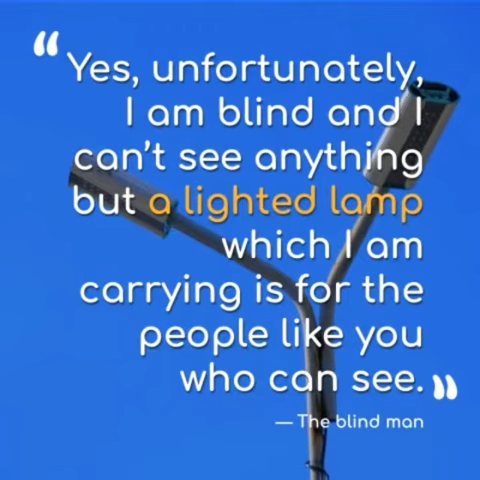 “ Yes, unfortunately,
I am blind and I
can’t see anything
but a lighted lamp
which I am
carrying is for the
people like you
who can see. ”
— The blind man